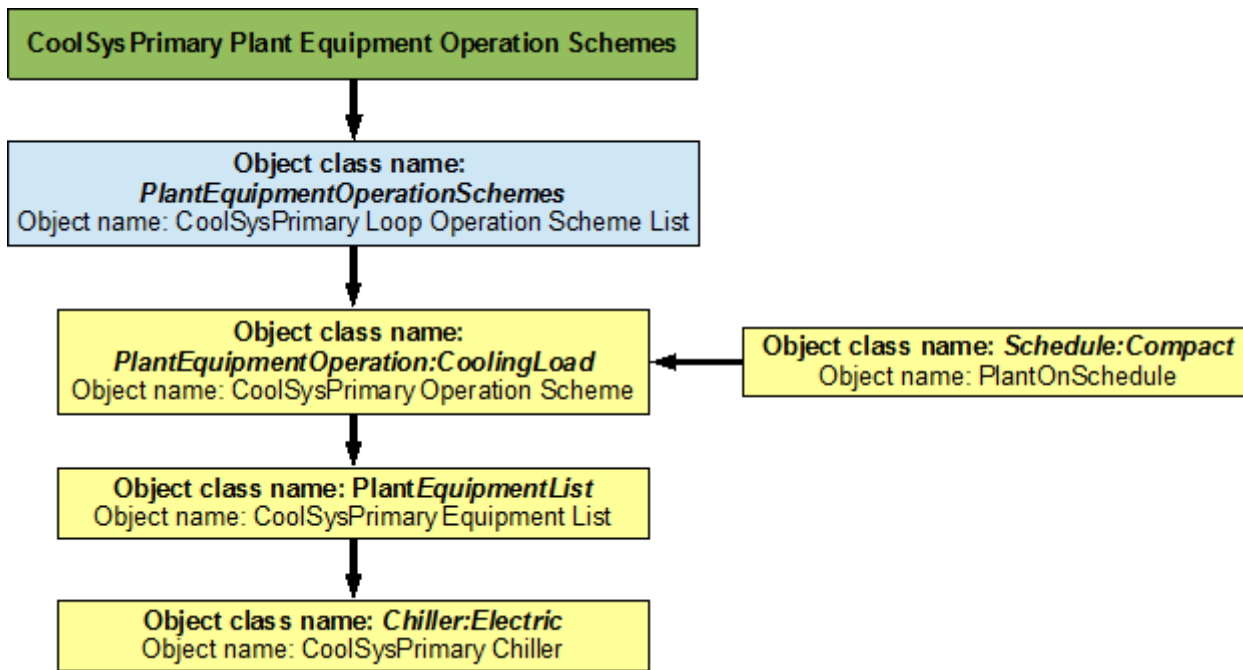 CoolSysPrimary Plant Equipment Operation Schemes
Object class name:
PlantEquipmentOperationSchemes
Object name: CoolSysPrimary Loop Operation Scheme List
Object class name:
PlantEquipmentOperation:CoolingLoad
Object name: CoolSysPrimary Operation Scheme
Object class name: Schedule:Compact
Object name: PlantOnSchedule
Object class name: PlantEquipmentList
Object name: CoolSysPrimary Equipment List
Object class name: Chiller:Electric
Object name: CoolSysPrimary Chiller